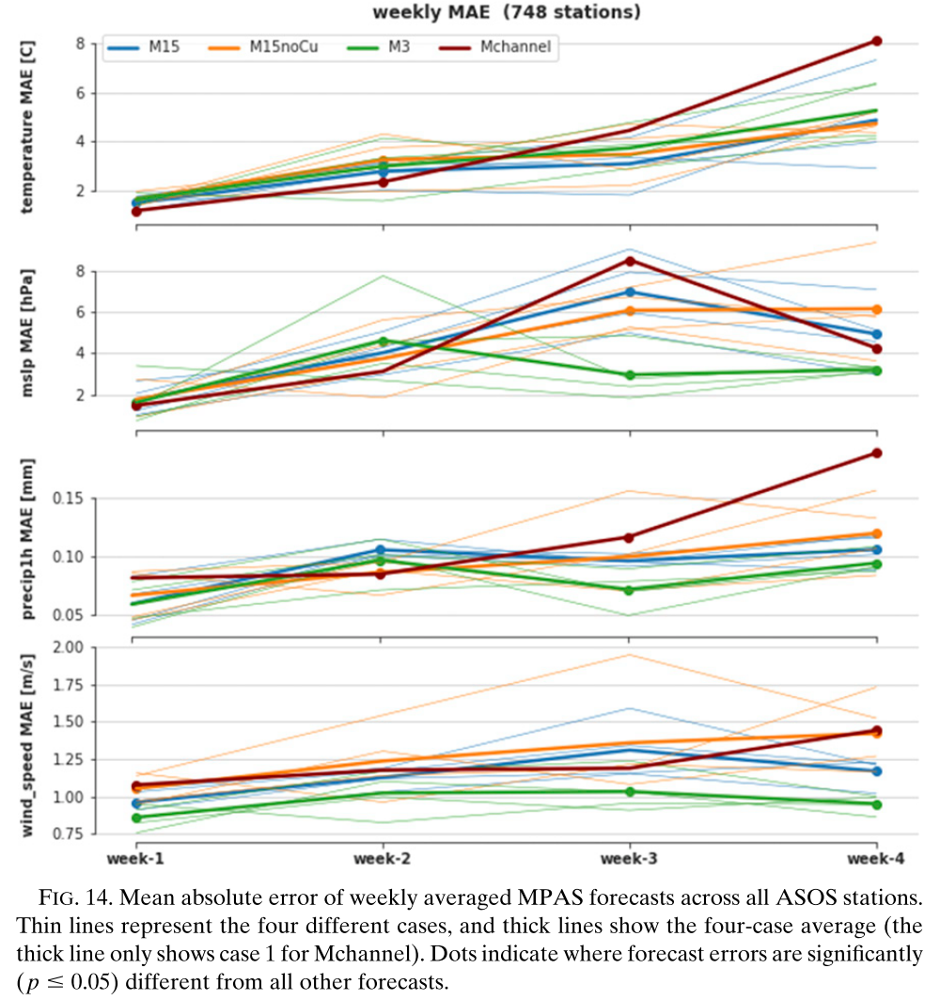 weekly MAE (748 stations)
M15 M15noCu M3 Mchannel
temperature MAE [C]
8
6
4
2
mslp MAE [hPa]
8
6
4
2
precip1h MAE [mm]
0.15
0.10
0.05
wind_speed MAE [m/s]
2.00
1.75
1.50
1.25
1.00
0.75
week-1 week-2 week-3 week-4
FIG. 14. Mean absolute error of weekly averaged MPAS forecasts across all ASOS stations.
Thin lines represent the four different cases, and thick lines show the four-case average (the
thick line only shows case 1 for Mchannel). Dots indicate where forecast errors are significantly
(p ≤ 0.05) different from all other forecasts.